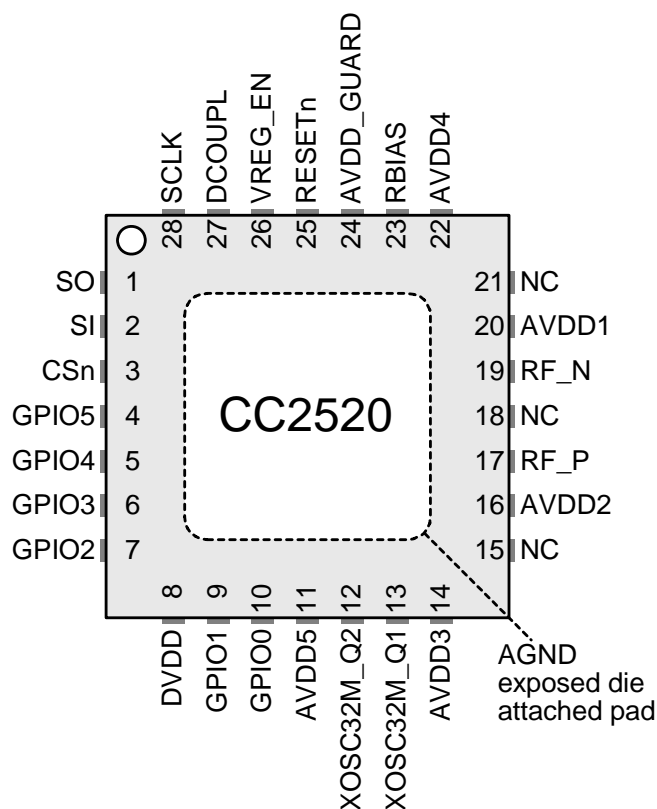 SCLK
DCOUPL
VREG_EN
RESETn
AVDD_GUARD
RBIAS
AVDD4
28
27
26
25
24
23
22
SO 1
SI 2
CSn 3
GPIO5 4
GPIO4 5
GPIO3 6
GPIO2 7
CC2520
21 NC
20 AVDD1
19 RF_N
18 NC
17 RF_P
16 AVDD2
15 NC
8
9
10
11
12
13
14
DVDD
GPIO1
GPIO0
AVDD5
XOSC32M_Q2
XOSC32M_Q1
AVDD3
AGND
exposed die
attached pad